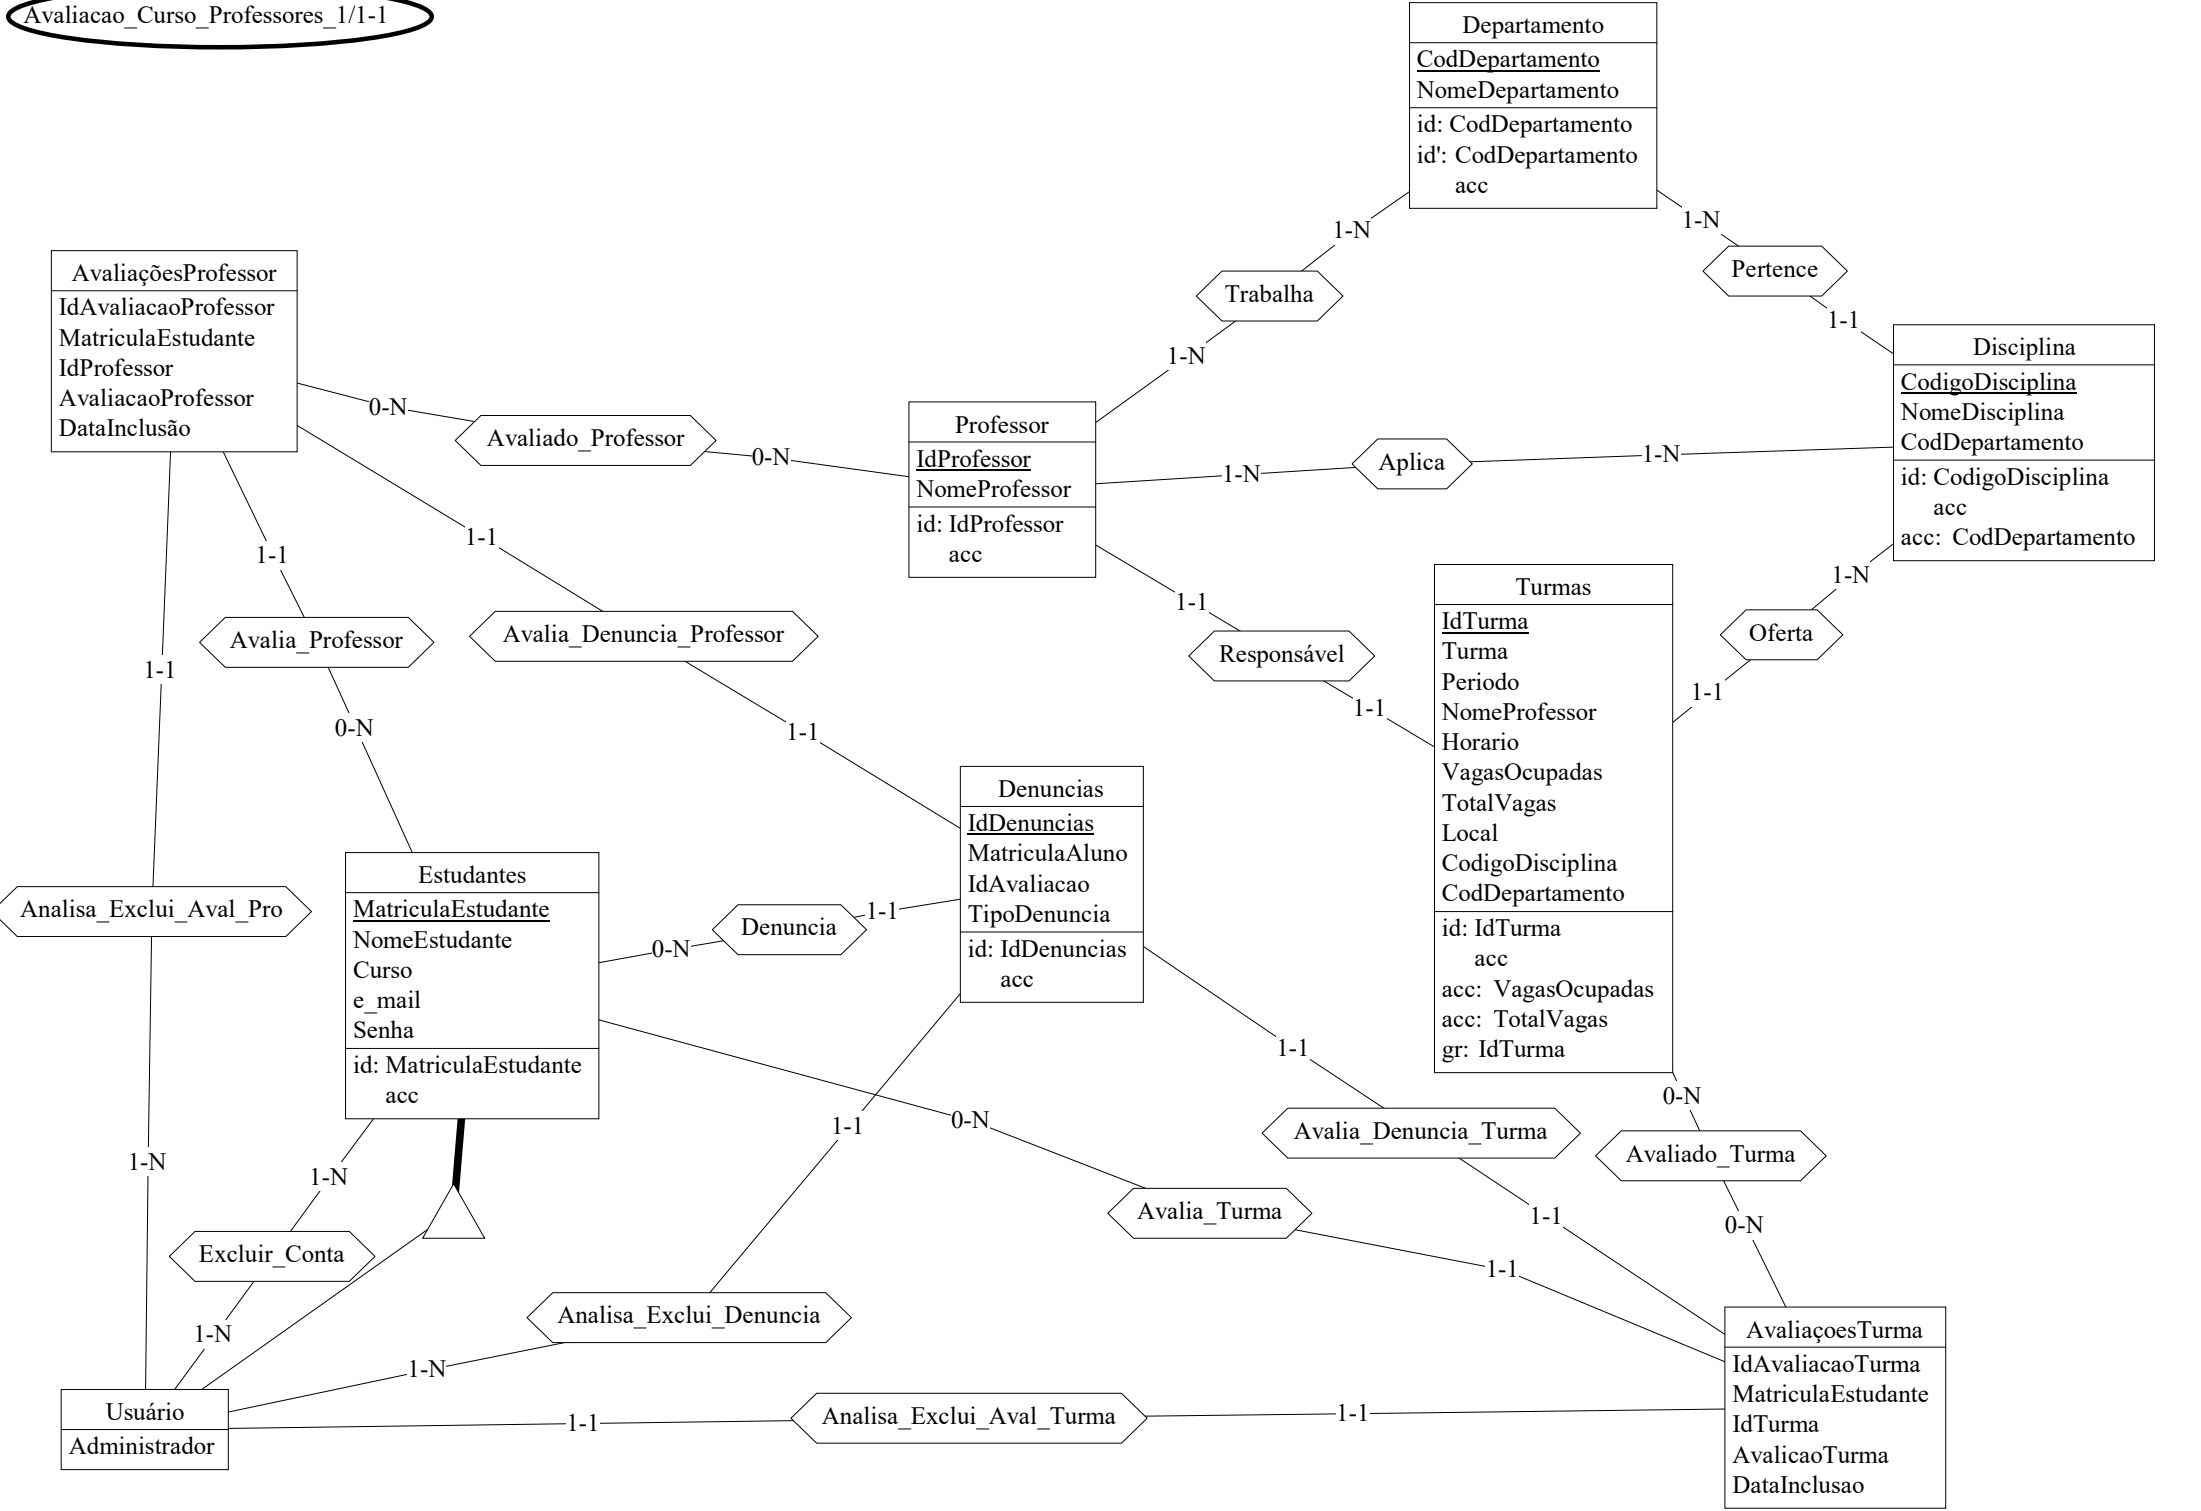 Avaliacao_Curso_Professores_1/1-1
Departamento
CodDepartamento
NomeDepartamento
id: CodDepartamento
id': CodDepartamento
acc
1-N
1-N
Trabalha
Pertence
1-N
1-1
AvaliaçõesProfessor
IdAvaliacaoProfessor
MatriculaEstudante
IdProfessor
AvaliacaoProfessor
DataInclusão
0-N
Avaliado_Professor
0-N
Professor
IdProfessor
NomeProfessor
id: IdProfessor
acc
1-N
Aplica
1-N
Disciplina
CodigoDisciplina
NomeDisciplina
CodDepartamento
id: CodigoDisciplina
acc
acc: CodDepartamento
1-1
1-1
1-1
Avalia_Professor
Avalia_Denuncia_Professor
1-1
Responsável
1-1
1-N
Oferta
1-1
0-N
1-1
Turmas
IdTurma
Turma
Periodo
NomeProfessor
Horario
VagasOcupadas
TotalVagas
Local
CodigoDisciplina
CodDepartamento
id: IdTurma
acc
acc: VagasOcupadas
acc: TotalVagas
gr: IdTurma
Denuncias
IdDenuncias
MatriculaAluno
IdAvaliacao
TipoDenuncia
id: IdDenuncias
acc
Estudantes
MatriculaEstudante
NomeEstudante
Curso
e_mail
Senha
id: MatriculaEstudante
acc
Analisa_Exclui_Aval_Pro
0-N
Denuncia
1-1
1-1
0-N
1-1
0-N
Avalia_Denuncia_Turma
Avaliado_Turma
1-N
1-N
Avalia_Turma
1-1
0-N
Excluir_Conta
1-1
1-N
Analisa_Exclui_Denuncia
1-N
Usuário
Administrador
1-1
Analisa_Exclui_Aval_Turma
1-1
AvaliaçoesTurma
IdAvaliacaoTurma
MatriculaEstudante
IdTurma
AvalicaoTurma
DataInclusao